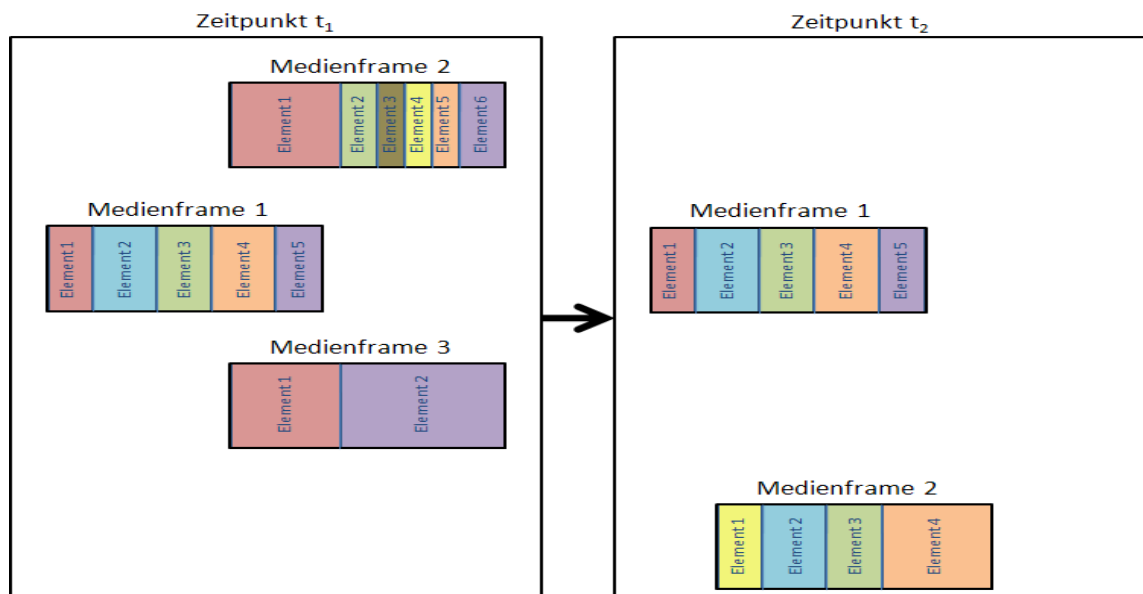 Zeitpunkt t₁
Medienframe 2
Element1
Element2
Element3
Element4
Element5
Element6
Medienframe 1
Element1
Element2
Element3
Element4
Element5
Medienframe 3
Element1
Element2
Zeitpunkt t₂
Medienframe 1
Element1
Element2
Element3
Element4
Element5
Medienframe 2
Element1
Element2
Element3
Element4